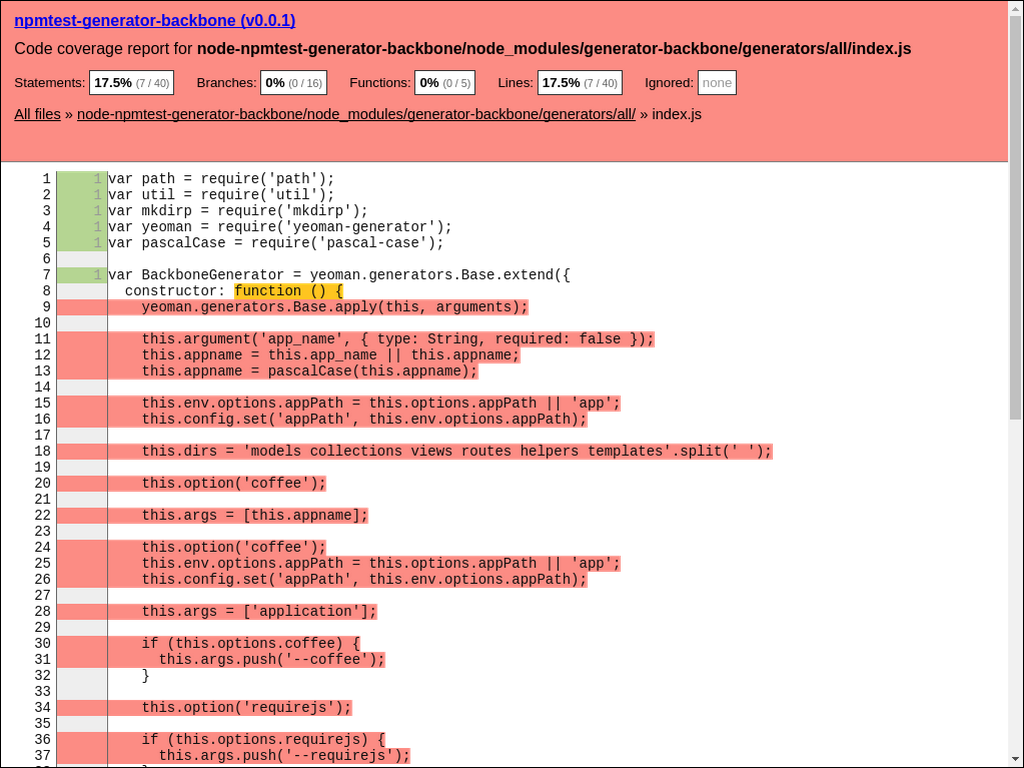 npmtest-generator-backbone (v0.0.1)
Code coverage report for node-npmtest-generator-backbone/node_modules/generator-backbone/generators/all/index.js
Statements: 17.5% (7 / 40) Branches: 0% (0 / 16) Functions: 0% (0 / 5) Lines: 17.5% (7 / 40) Ignored: none
All files » node-npmtest-generator-backbone/node_modules/generator-backbone/generators/all/ » index.js
1 1 var path = require('path');
2 1 var util = require('util');
3 1 var mkdirp = require('mkdirp');
4 1 var yeoman = require('yeoman-generator');
5 1 var pascalCase = require('pascal-case');
6
7 1 var BackboneGenerator = yeoman.generators.Base.extend({
8 constructor: function () {
9 yeoman.generators.Base.apply(this, arguments);
10
11 this.argument('app_name', { type: String, required: false });
12 this.appname = this.app_name || this.appname;
13 this.appname = pascalCase(this.appname);
14
15 this.env.options.appPath = this.options.appPath || 'app';
16 this.config.set('appPath', this.env.options.appPath);
17
18 this.dirs = 'models collections views routes helpers templates'.split(' ');
19
20 this.option('coffee');
21
22 this.args = [this.appname];
23
24 this.option('coffee');
25 this.env.options.appPath = this.options.appPath || 'app';
26 this.config.set('appPath', this.env.options.appPath);
27
28 this.args = ['application'];
29
30 if (this.options.coffee) {
31 this.args.push('--coffee');
32 }
33
34 this.option('requirejs');
35
36 if (this.options.requirejs) {
37 this.args.push('--requirejs');